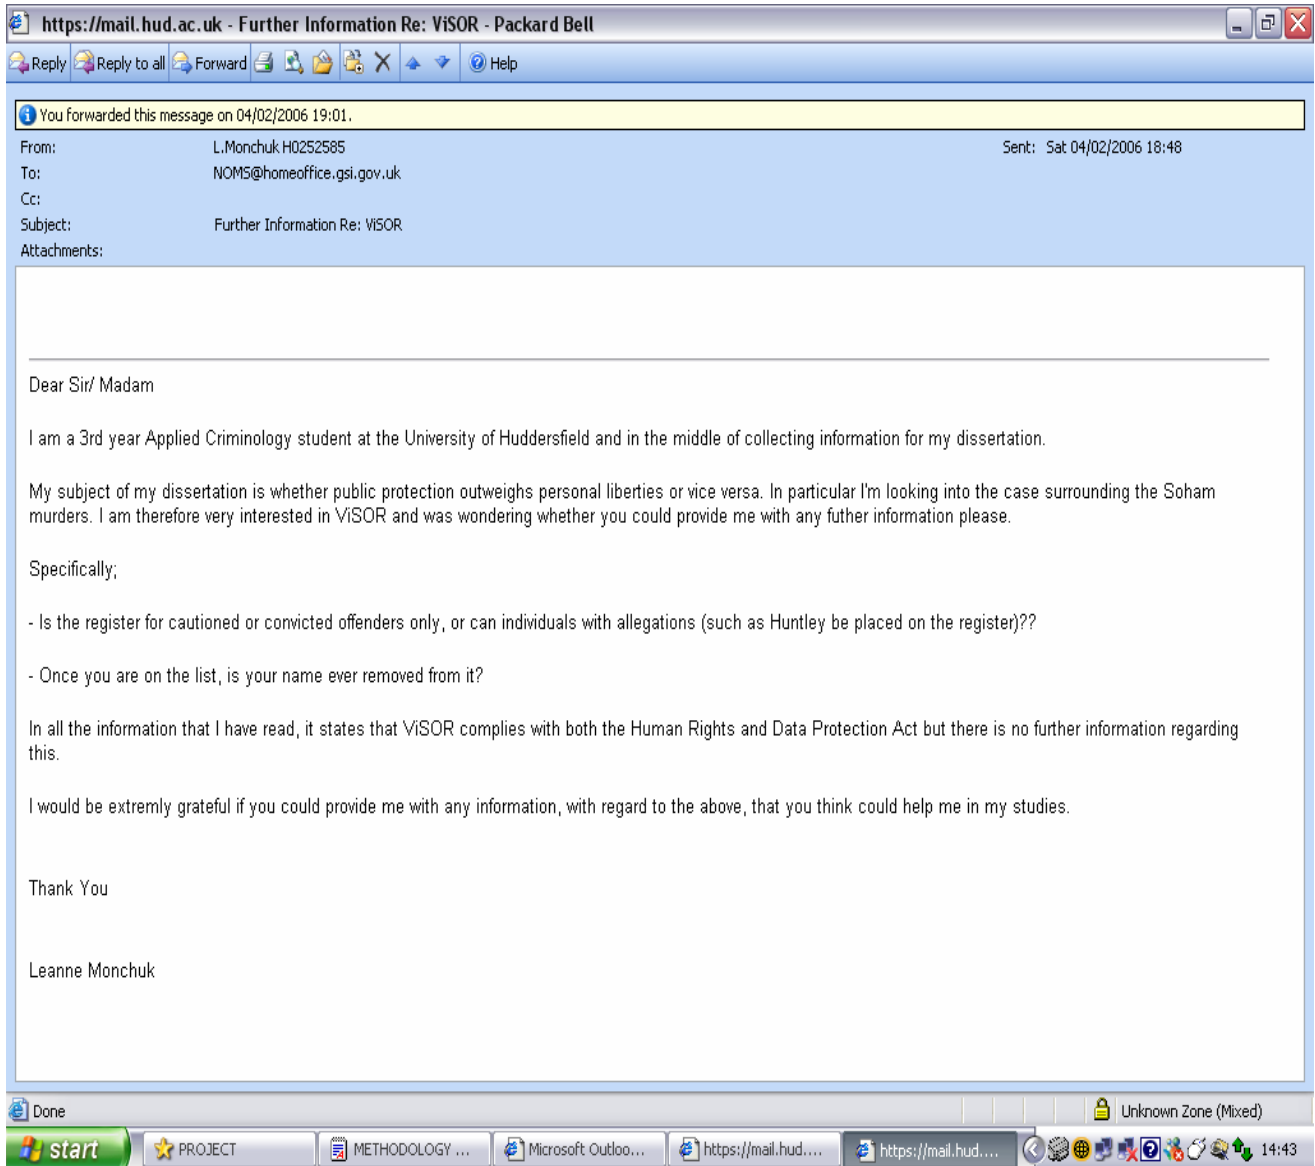 https://mail.hud.ac.uk - Further Information Re: ViSOR - Packard Bell
Reply Reply to all Forward Help
You forwarded this message on 04/02/2006 19:01.
From: L.Monchuk H0252585 Sent: Sat 04/02/2006 18:48
To: NOMS@homeoffice.gsi.gov.uk
Cc:
Subject: Further Information Re: ViSOR
Attachments:
Dear Sir/ Madam
I am a 3rd year Applied Criminology student at the University of Huddersfield and in the middle of collecting information for my dissertation.
My subject of my dissertation is whether public protection outweighs personal liberties or vice versa. In particular I'm looking into the case surrounding the Soham
murders. I am therefore very interested in ViSOR and was wondering whether you could provide me with any futher information please.
Specifically;
- Is the register for cautioned or convicted offenders only, or can individuals with allegations (such as Huntley be placed on the register)??
- Once you are on the list, is your name ever removed from it?
In all the information that I have read, it states that ViSOR complies with both the Human Rights and Data Protection Act but there is no further information regarding
this.
I would be extremly grateful if you could provide me with any information, with regard to the above, that you think could help me in my studies.
Thank You
Leanne Monchuk
Done Unknown Zone (Mixed)
start PROJECT METHODOLOGY ... Microsoft Outloo... https://mail.hud.... https://mail.hud.... 14:43